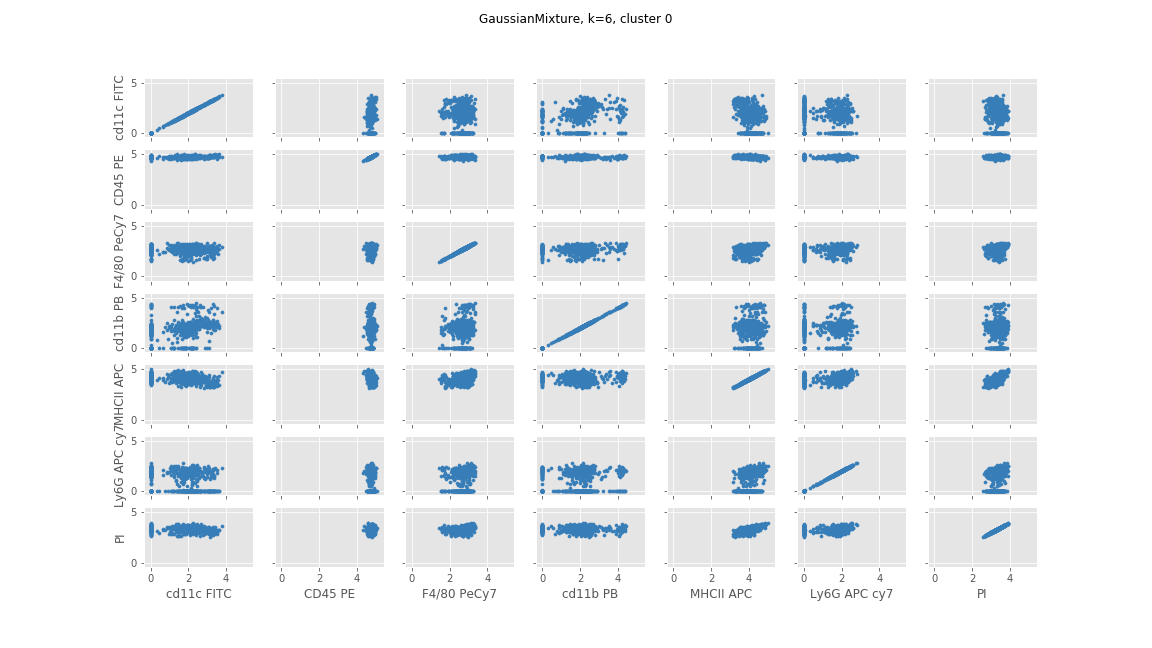 GaussianMixture, k=6, cluster 0
cd11c FITC
5
0
CD45 PE
5
0
F4/80 PeCy7
5
0
cd11b PB
5
0
MHCII APC
5
0
Ly6G APC cy7
5
0
PI
5
0
0 2 4 0 2 4 0 2 4 0 2 4 0 2 4 0 2 4 0 2 4
cd11c FITC CD45 PE F4/80 PeCy7 cd11b PB MHCII APC Ly6G APC cy7 PI